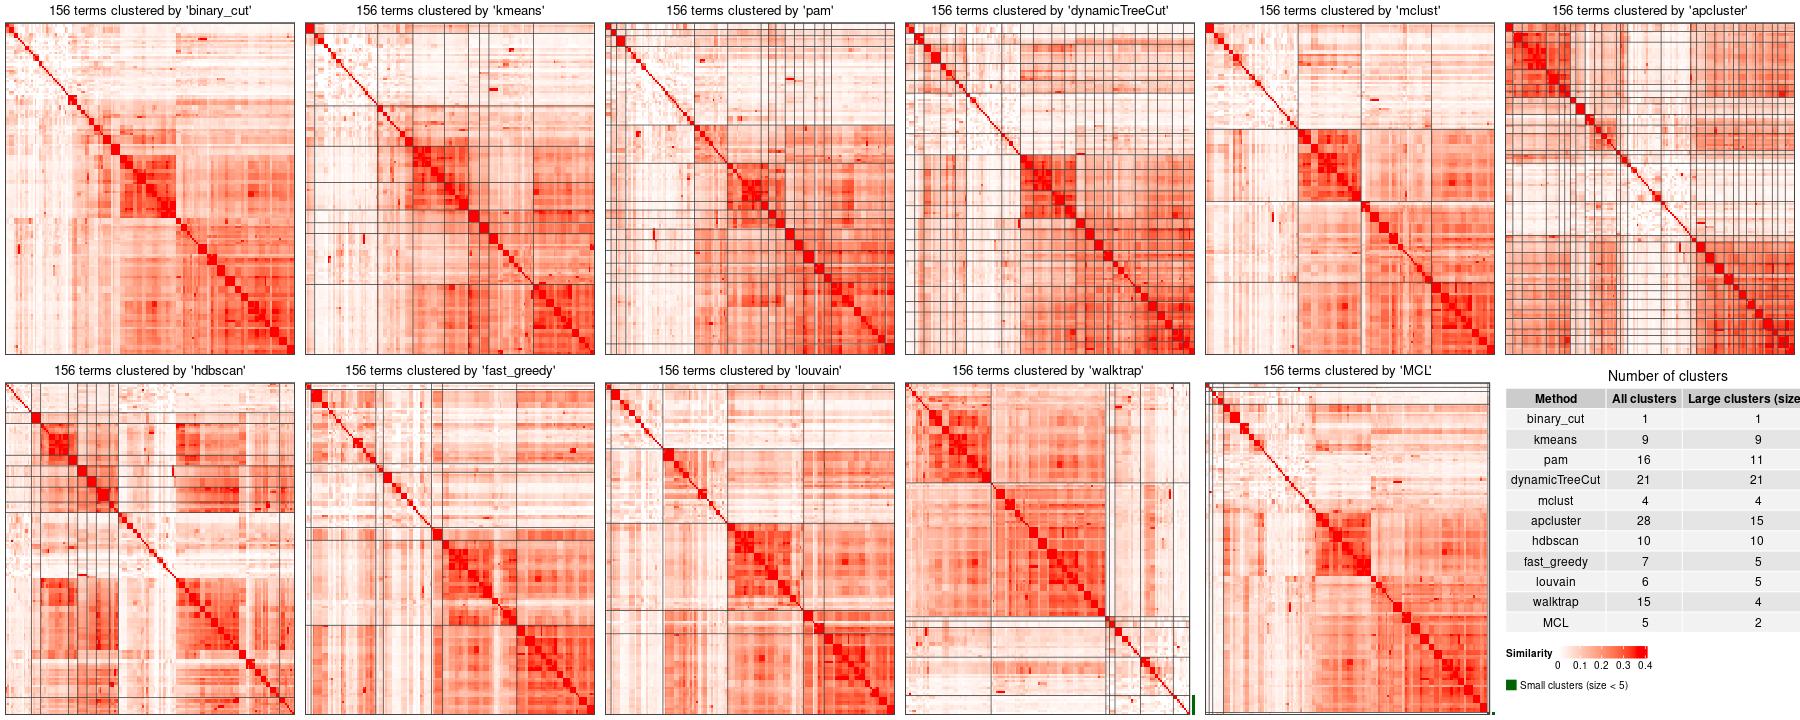 156 terms clustered by 'binary_cut'
156 terms clustered by 'kmeans'
156 terms clustered by 'pam'
156 terms clustered by 'dynamicTreeCut'
156 terms clustered by 'mclust'
156 terms clustered by 'apcluster'
156 terms clustered by 'hdbscan'
156 terms clustered by 'fast_greedy'
156 terms clustered by 'louvain'
156 terms clustered by 'walktrap'
156 terms clustered by 'MCL'
Number of clusters
Method All clusters Large clusters (size
binary_cut 1 1
kmeans 9 9
pam 16 11
dynamicTreeCut 21 21
mclust 4 4
apcluster 28 15
hdbscan 10 10
fast_greedy 7 5
louvain 6 5
walktrap 15 4
MCL 5 2
Similarity
0 0.1 0.2 0.3 0.4
Small clusters (size < 5)